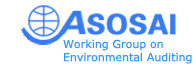 ASOSAI
Working Group on
Environmental Auditing